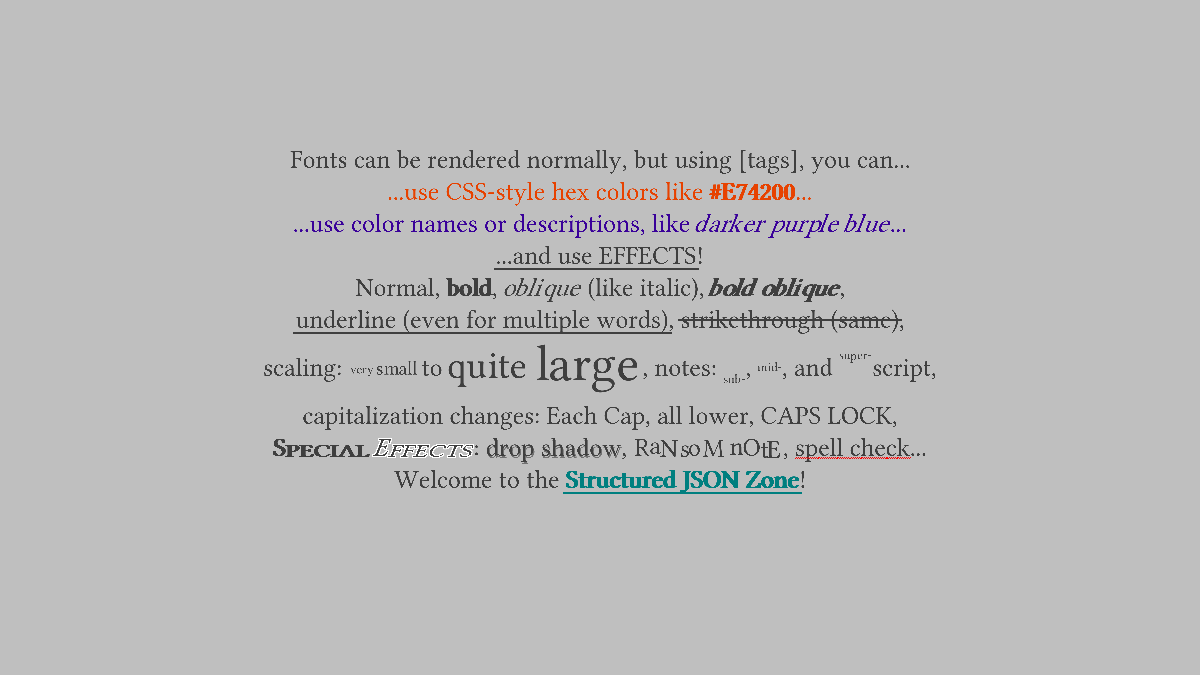 Fonts can be rendered normally, but using [tags], you can...
...use CSS-style hex colors like #E74200...
...use color names or descriptions, like darker purple blue...
...and use EFFECTS!
Normal, bold, oblique (like italic), bold oblique,
underline (even for multiple words), strikethrough (same),
scaling: very small to quite large, notes: sub-, mid-, and super-script,
capitalization changes: Each Cap, all lower, CAPS LOCK,
Special Effects: drop shadow, RaNsoM nOtE, spell check...
Welcome to the Structured JSON Zone!